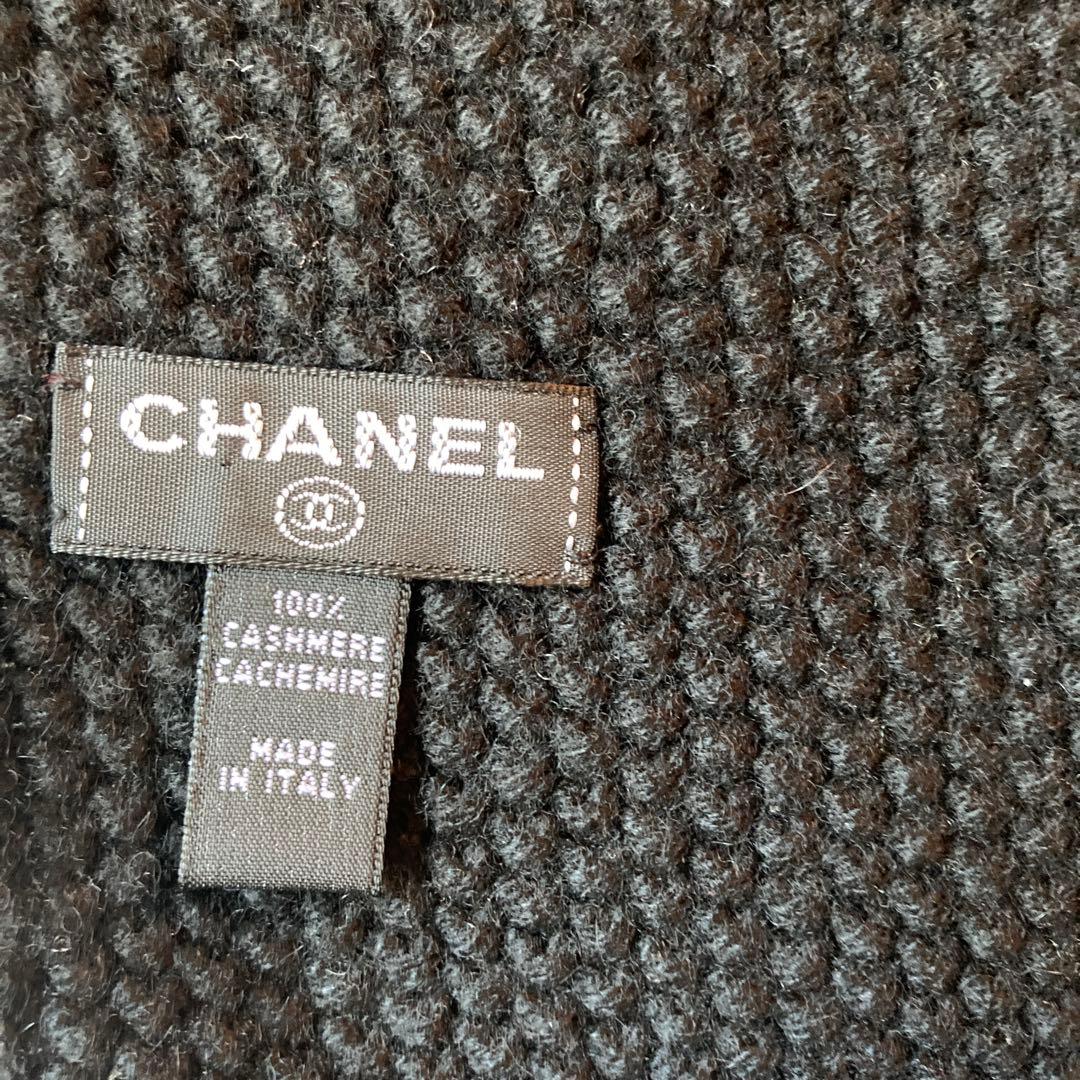 CHANEL
100%
CASHMERE
CACHEMIRE
MADE
IN ITALY